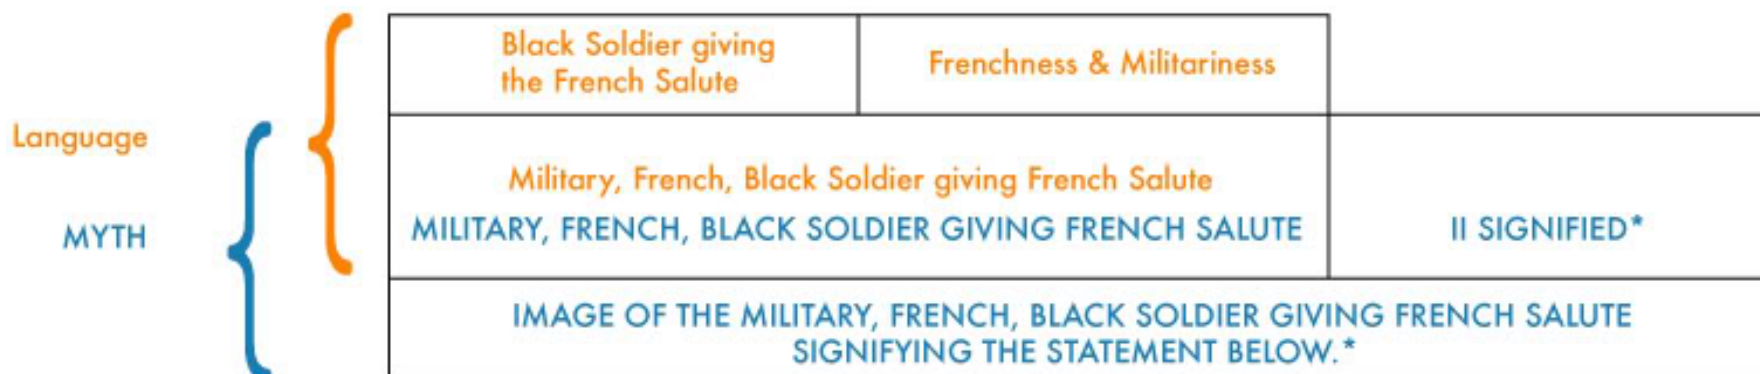 Black Soldier giving
the French Salute
Frenchness & Militariness
Language
Military, French, Black Soldier giving French Salute
MYTH
MILITARY, FRENCH, BLACK SOLDIER GIVING FRENCH SALUTE
II SIGNIFIED*
IMAGE OF THE MILITARY, FRENCH, BLACK SOLDIER GIVING FRENCH SALUTE
SIGNIFYING THE STATEMENT BELOW.*